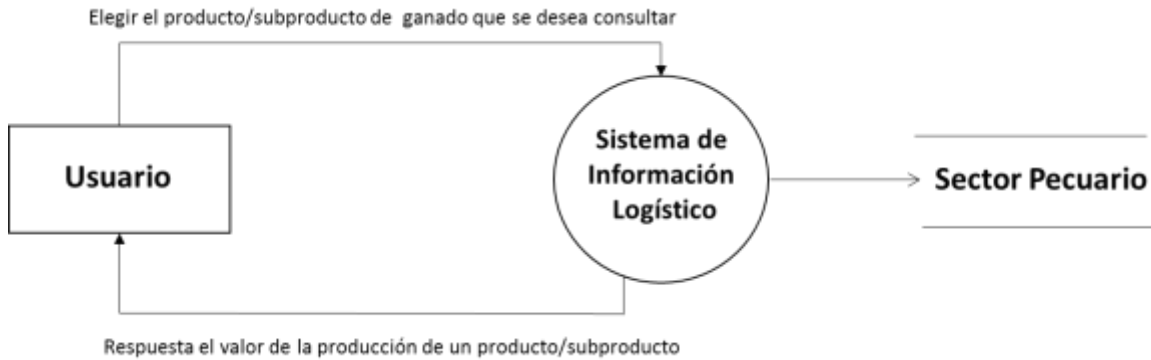 Elegir el producto/subproducto de ganado que se desea consultar
Usuario
Sistema de
Información
Logístico
Sector Pecuario
Respuesta el valor de la producción de un producto/subproducto